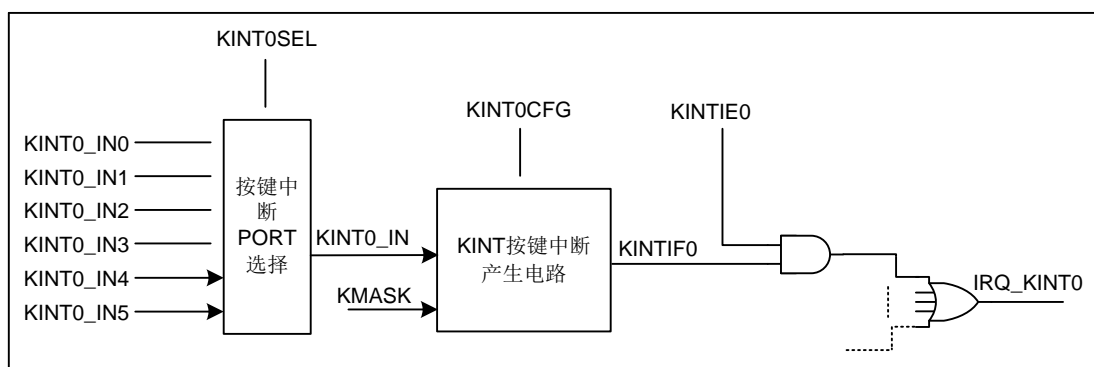 KINT0SEL
KINT0CFG
KINTIE0
KINT0_IN0
KINT0_IN1
KINT0_IN2
KINT0_IN3
KINT0_IN4
KINT0_IN5
按键中
断
PORT
选择
KINT0_IN
KMASK
KINT按键中断
产生电路
KINTIF0
IRQ_KINT0